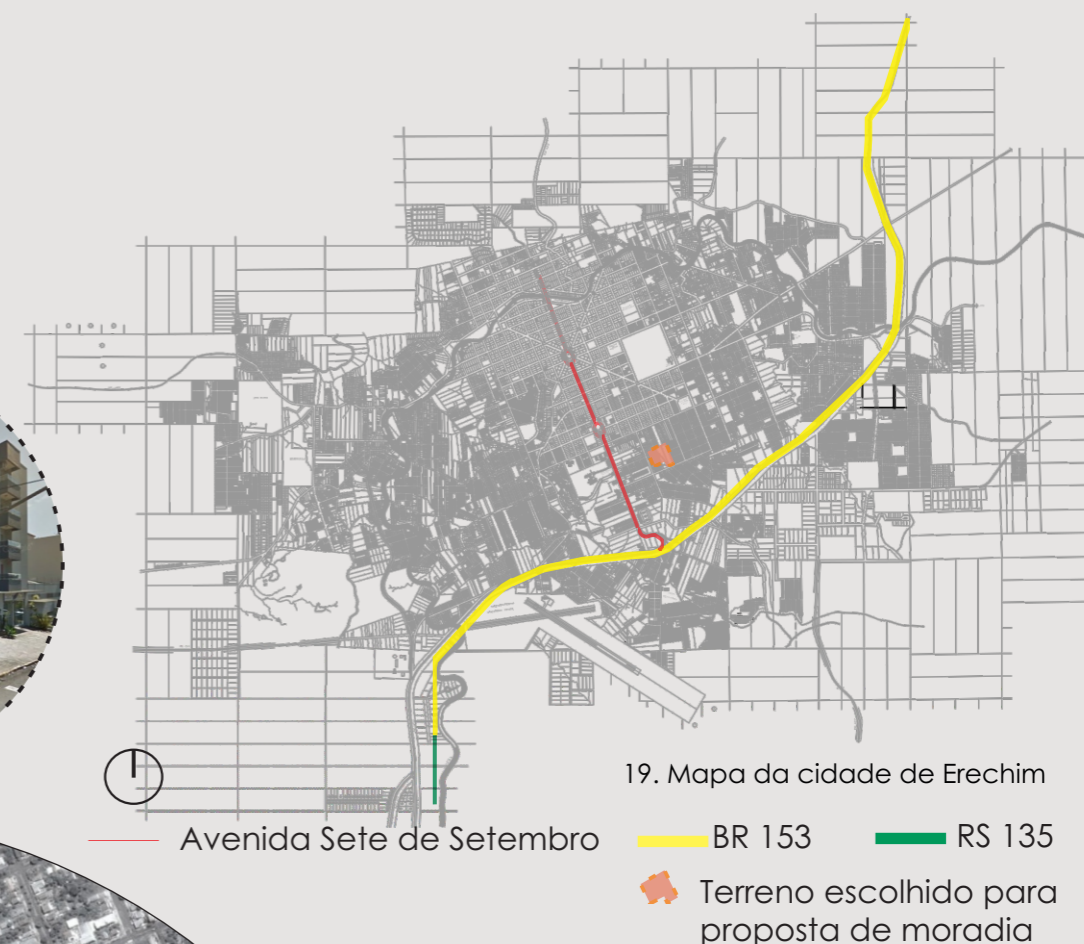 19. Mapa da cidade de Erechim
Avenida Sete de Setembro
BR 153
RS 135
Terreno escolhido para
proposta de moradia